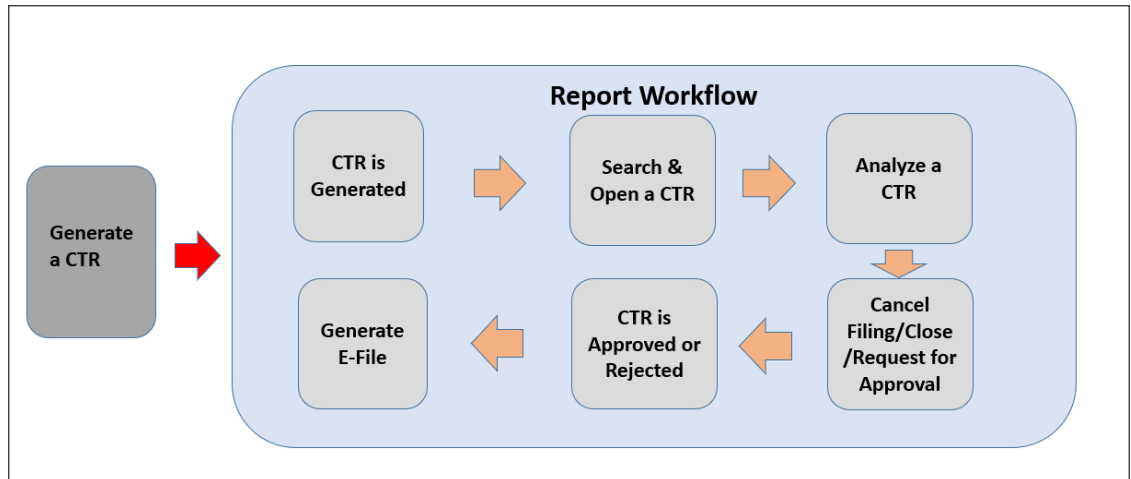 Report Workflow
Generate
a CTR
CTR is
Generated
Search &
Open a CTR
Analyze a
CTR
Cancel
Filing/Close
/Request for
Approval
CTR is
Approved or
Rejected
Generate
E-File